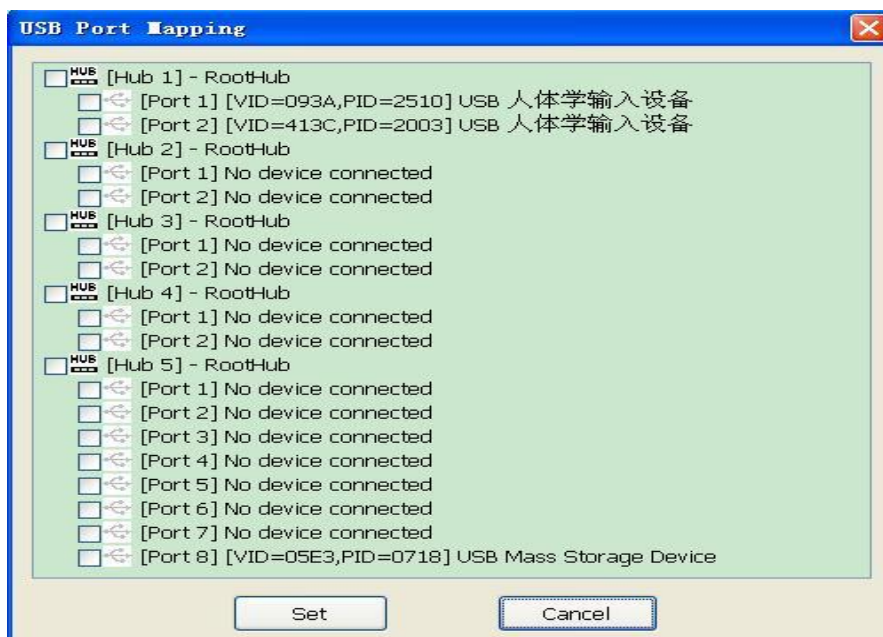 USB Port Mapping
HUB [Hub 1] - RootHub
[Port 1] [VID=093A,PID=2510] USB 人体学输入设备
[Port 2] [VID=413C,PID=2003] USB 人体学输入设备
HUB [Hub 2] - RootHub
[Port 1] No device connected
[Port 2] No device connected
HUB [Hub 3] - RootHub
[Port 1] No device connected
[Port 2] No device connected
HUB [Hub 4] - RootHub
[Port 1] No device connected
[Port 2] No device connected
HUB [Hub 5] - RootHub
[Port 1] No device connected
[Port 2] No device connected
[Port 3] No device connected
[Port 4] No device connected
[Port 5] No device connected
[Port 6] No device connected
[Port 7] No device connected
[Port 8] [VID=05E3,PID=0718] USB Mass Storage Device
Set Cancel